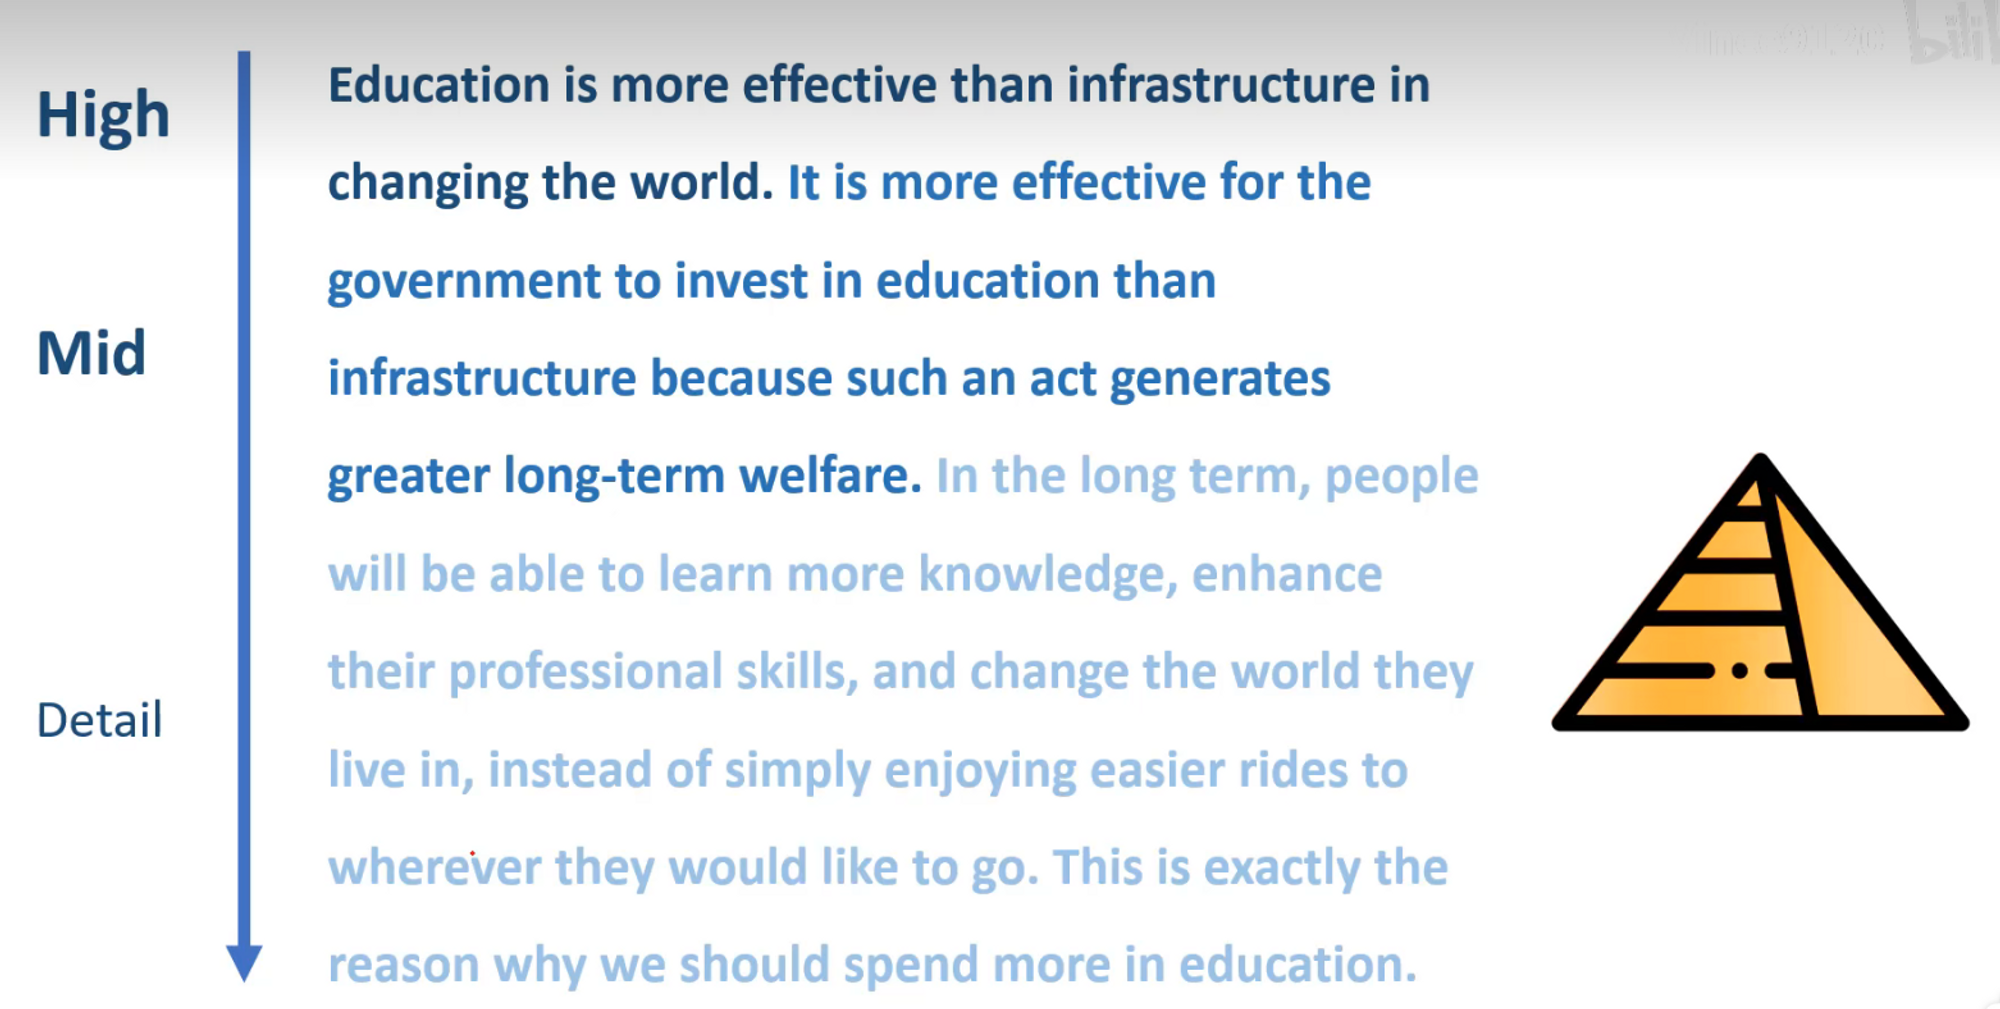 High
Education is more effective than infrastructure in
changing the world. It is more effective for the
government to invest in education than
Mid
infrastructure because such an act generates
greater long-term welfare. In the long term, people
will be able to learn more knowledge, enhance
their professional skills, and change the world they
Detail
live in, instead of simply enjoying easier rides to
wherever they would like to go. This is exactly the
reason why we should spend more in education.